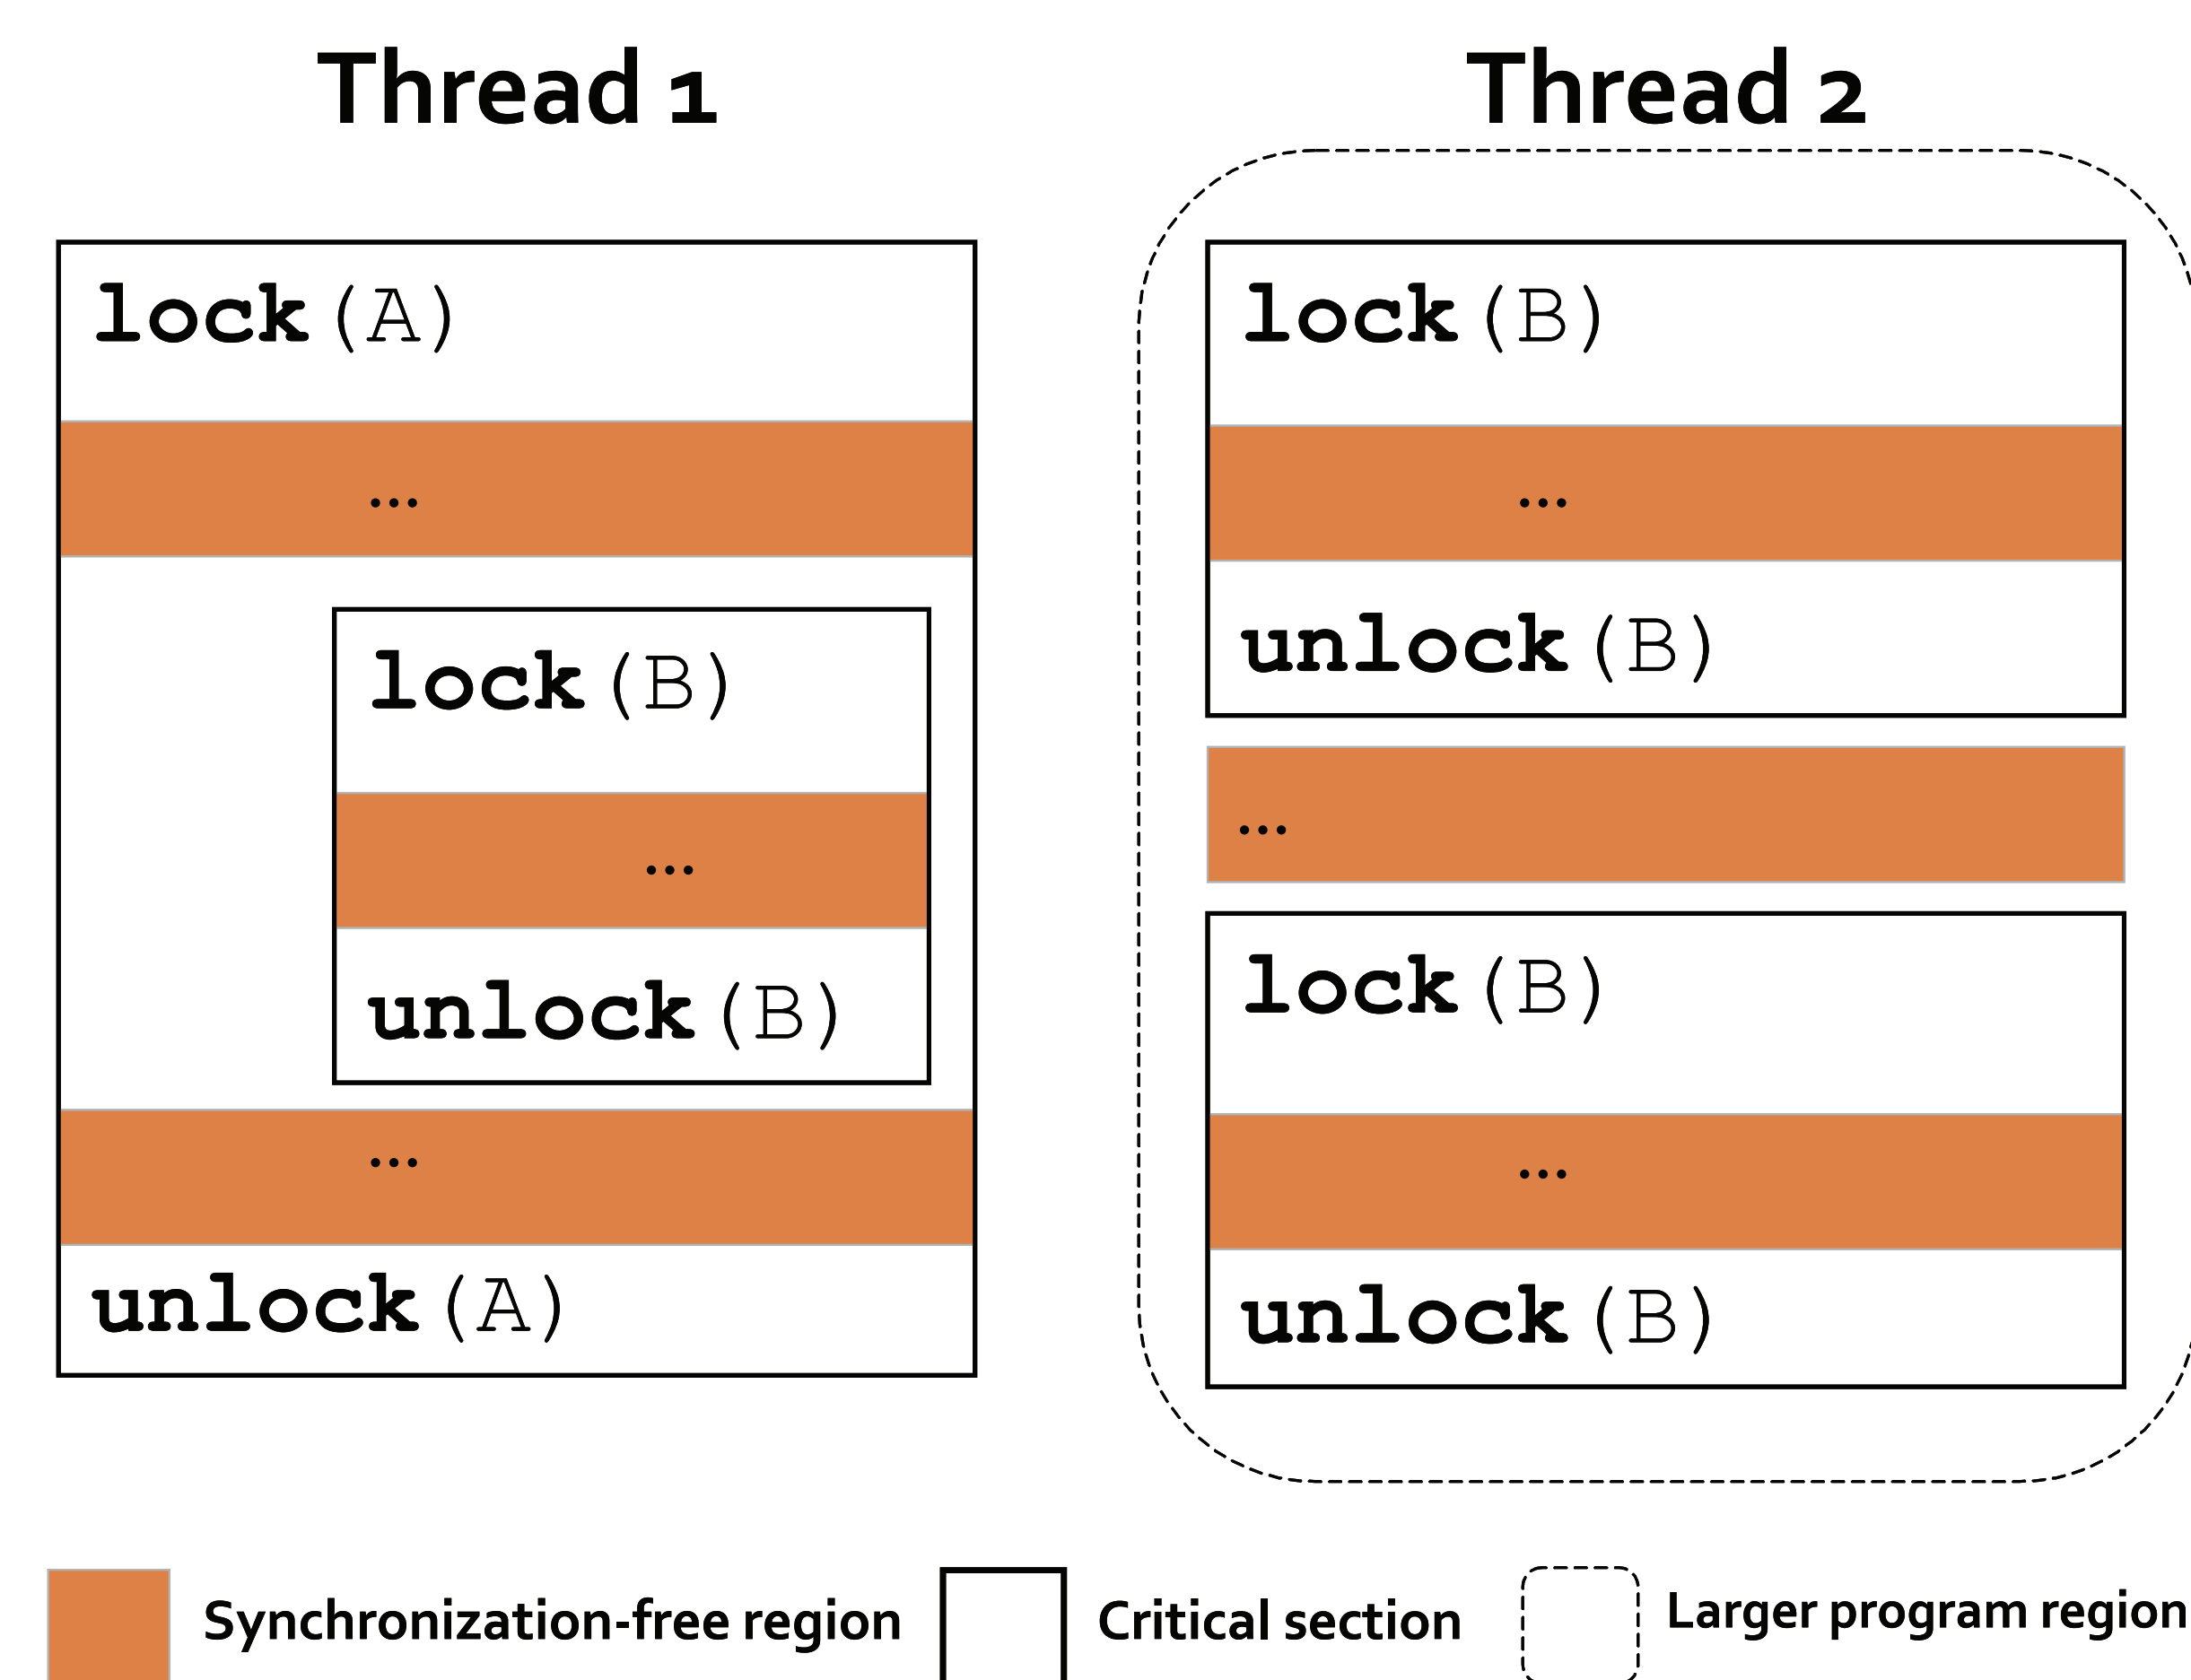 Thread 1
lock(A)
...
lock(B)
...
unlock(B)
...
unlock(A)
Thread 2
lock(B)
...
unlock(B)
...
lock(B)
...
unlock(B)
Synchronization-free region
Critical section
Larger program region